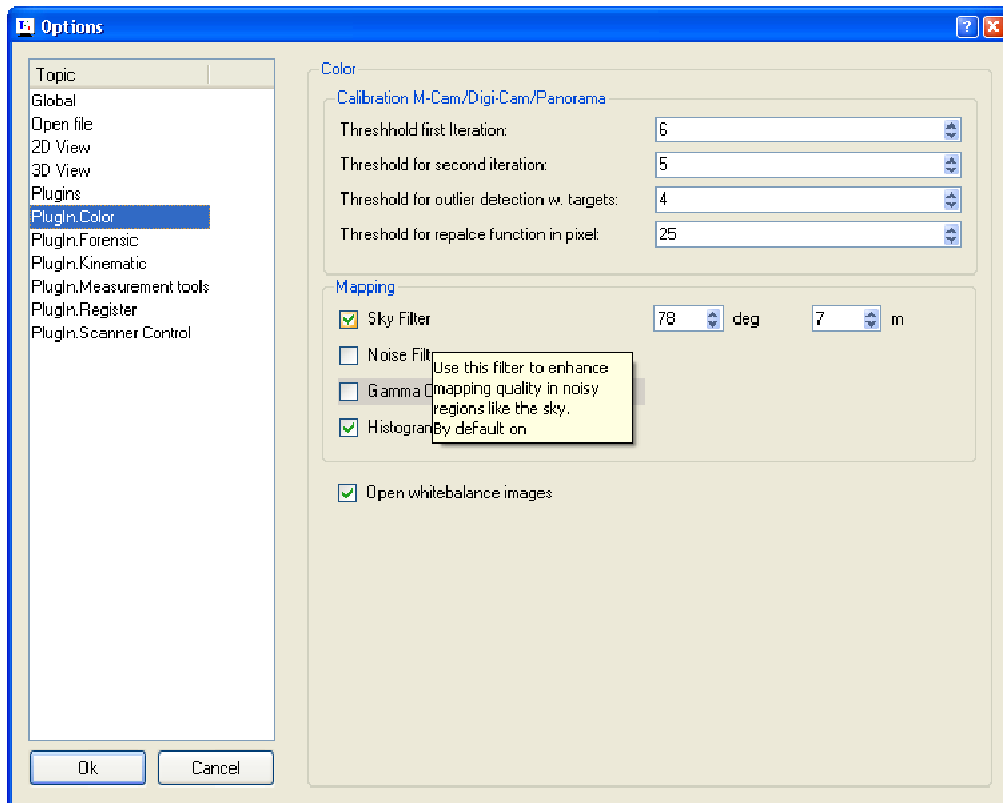 Options
Topic
Global
Open file
2D View
3D View
Plugins
PlugIn.Color
PlugIn.Forensic
PlugIn.Kinematic
PlugIn.Measurement tools
PlugIn.Register
PlugIn.Scanner Control
Ok
Cancel
Color
Calibration M-Cam/Digi-Cam/Panorama
Threshhold first Iteration: 6
Threshold for second iteration: 5
Threshold for outlier detection w. targets: 4
Threshold for repalce function in pixel: 25
Mapping
Sky Filter 78 deg 7 m
Noise Filt
Gamma C
Histogram
Use this filter to enhance
mapping quality in noisy
regions like the sky.
By default on
Open whitebalance images